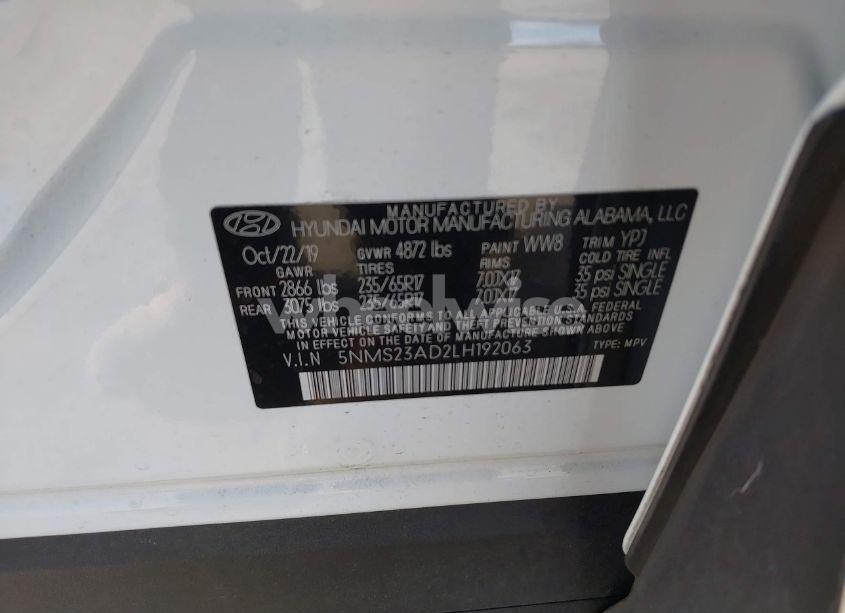 MANUFACTURED BY
HYUNDAI MOTOR MANUFACTURING ALABAMA, LLC
Oct/22/19 GVWR 4872 lbs PAINT WW8 TRIM YPJ
GAWR TIRES RIMS COLD TIRE INFL
FRONT 2866 lbs 235/65R17 7.0JX17 35 psi SINGLE
REAR 3075 lbs 235/65R17 7.0JX17 35 psi SINGLE
THIS VEHICLE CONFORMS TO ALL APPLICABLE U.S.A FEDERAL
MOTOR VEHICLE SAFETY AND THEFT PREVENTION STANDARDS
IN EFFECT ON THE DATE OF MANUFACTURE SHOWN ABOVE.
V.I.N 5NMS23AD2LH192063 TYPE: MPV
wheelwise